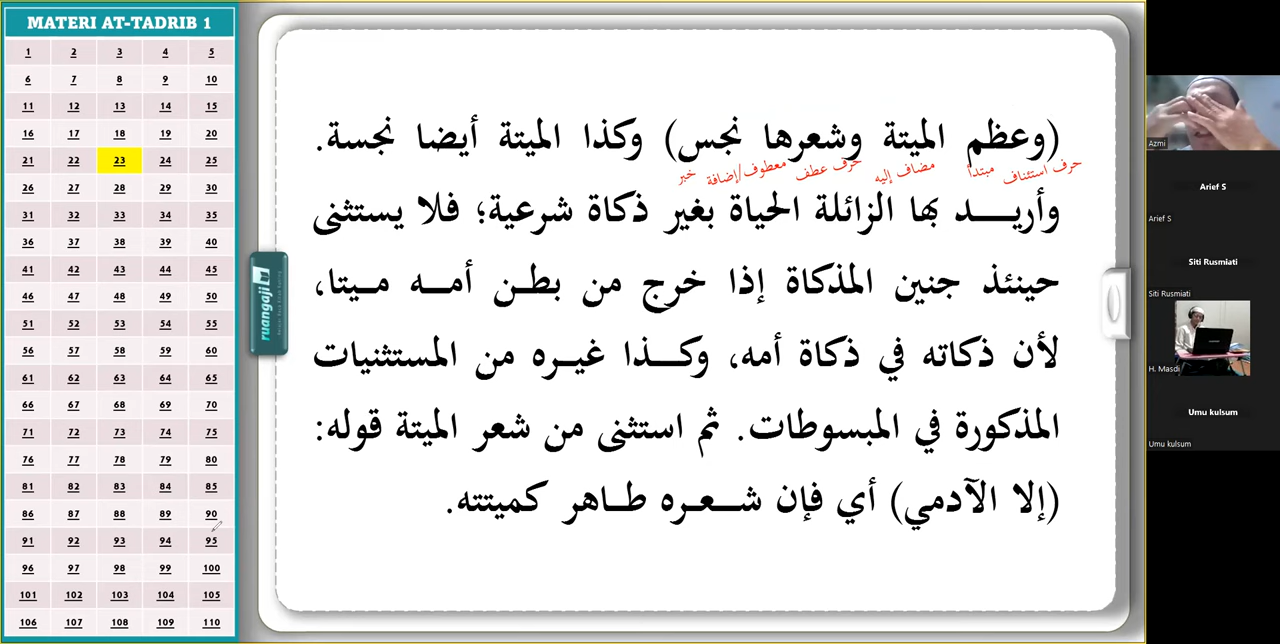 MATERI AT-TADRIB 1
1 2 3 4 5
6 7 8 9 10
11 12 13 14 15
16 17 18 19 20
21 22 23 24 25
26 27 28 29 30
31 32 33 34 35
36 37 38 39 40
41 42 43 44 45
46 47 48 49 50
51 52 53 54 55
56 57 58 59 60
61 62 63 64 65
66 67 68 69 70
71 72 73 74 75
76 77 78 79 80
81 82 83 84 85
86 87 88 89 90
91 92 93 94 95
96 97 98 99 100
101 102 103 104 105
106 107 108 109 110
ruangaji
(وعظم الميتة وشعرها نجس) وكذا الميتة أيضا نجسة.
حرف استئناف مبتدأ مضاف إليه حرف عطف معطوف/إضافة خبر
وأريد بها الزائلة الحياة بغير ذكاة شرعية؛ فلا يستثنى
حينئذ جنين المذكاة إذا خرج من بطن أمه ميتا،
لأن ذكاته في ذكاة أمه، وكذا غيره من المستثنيات
المذكورة في المبسوطات. ثم استثنى من شعر الميتة قوله:
(إلا الآدمي) أي فإن شعره طاهر كميتته.
Azmi
Arief S
Arief S
Siti Rusmiati
Siti Rusmiati
H. Masdi
Umu kulsum
Umu kulsum